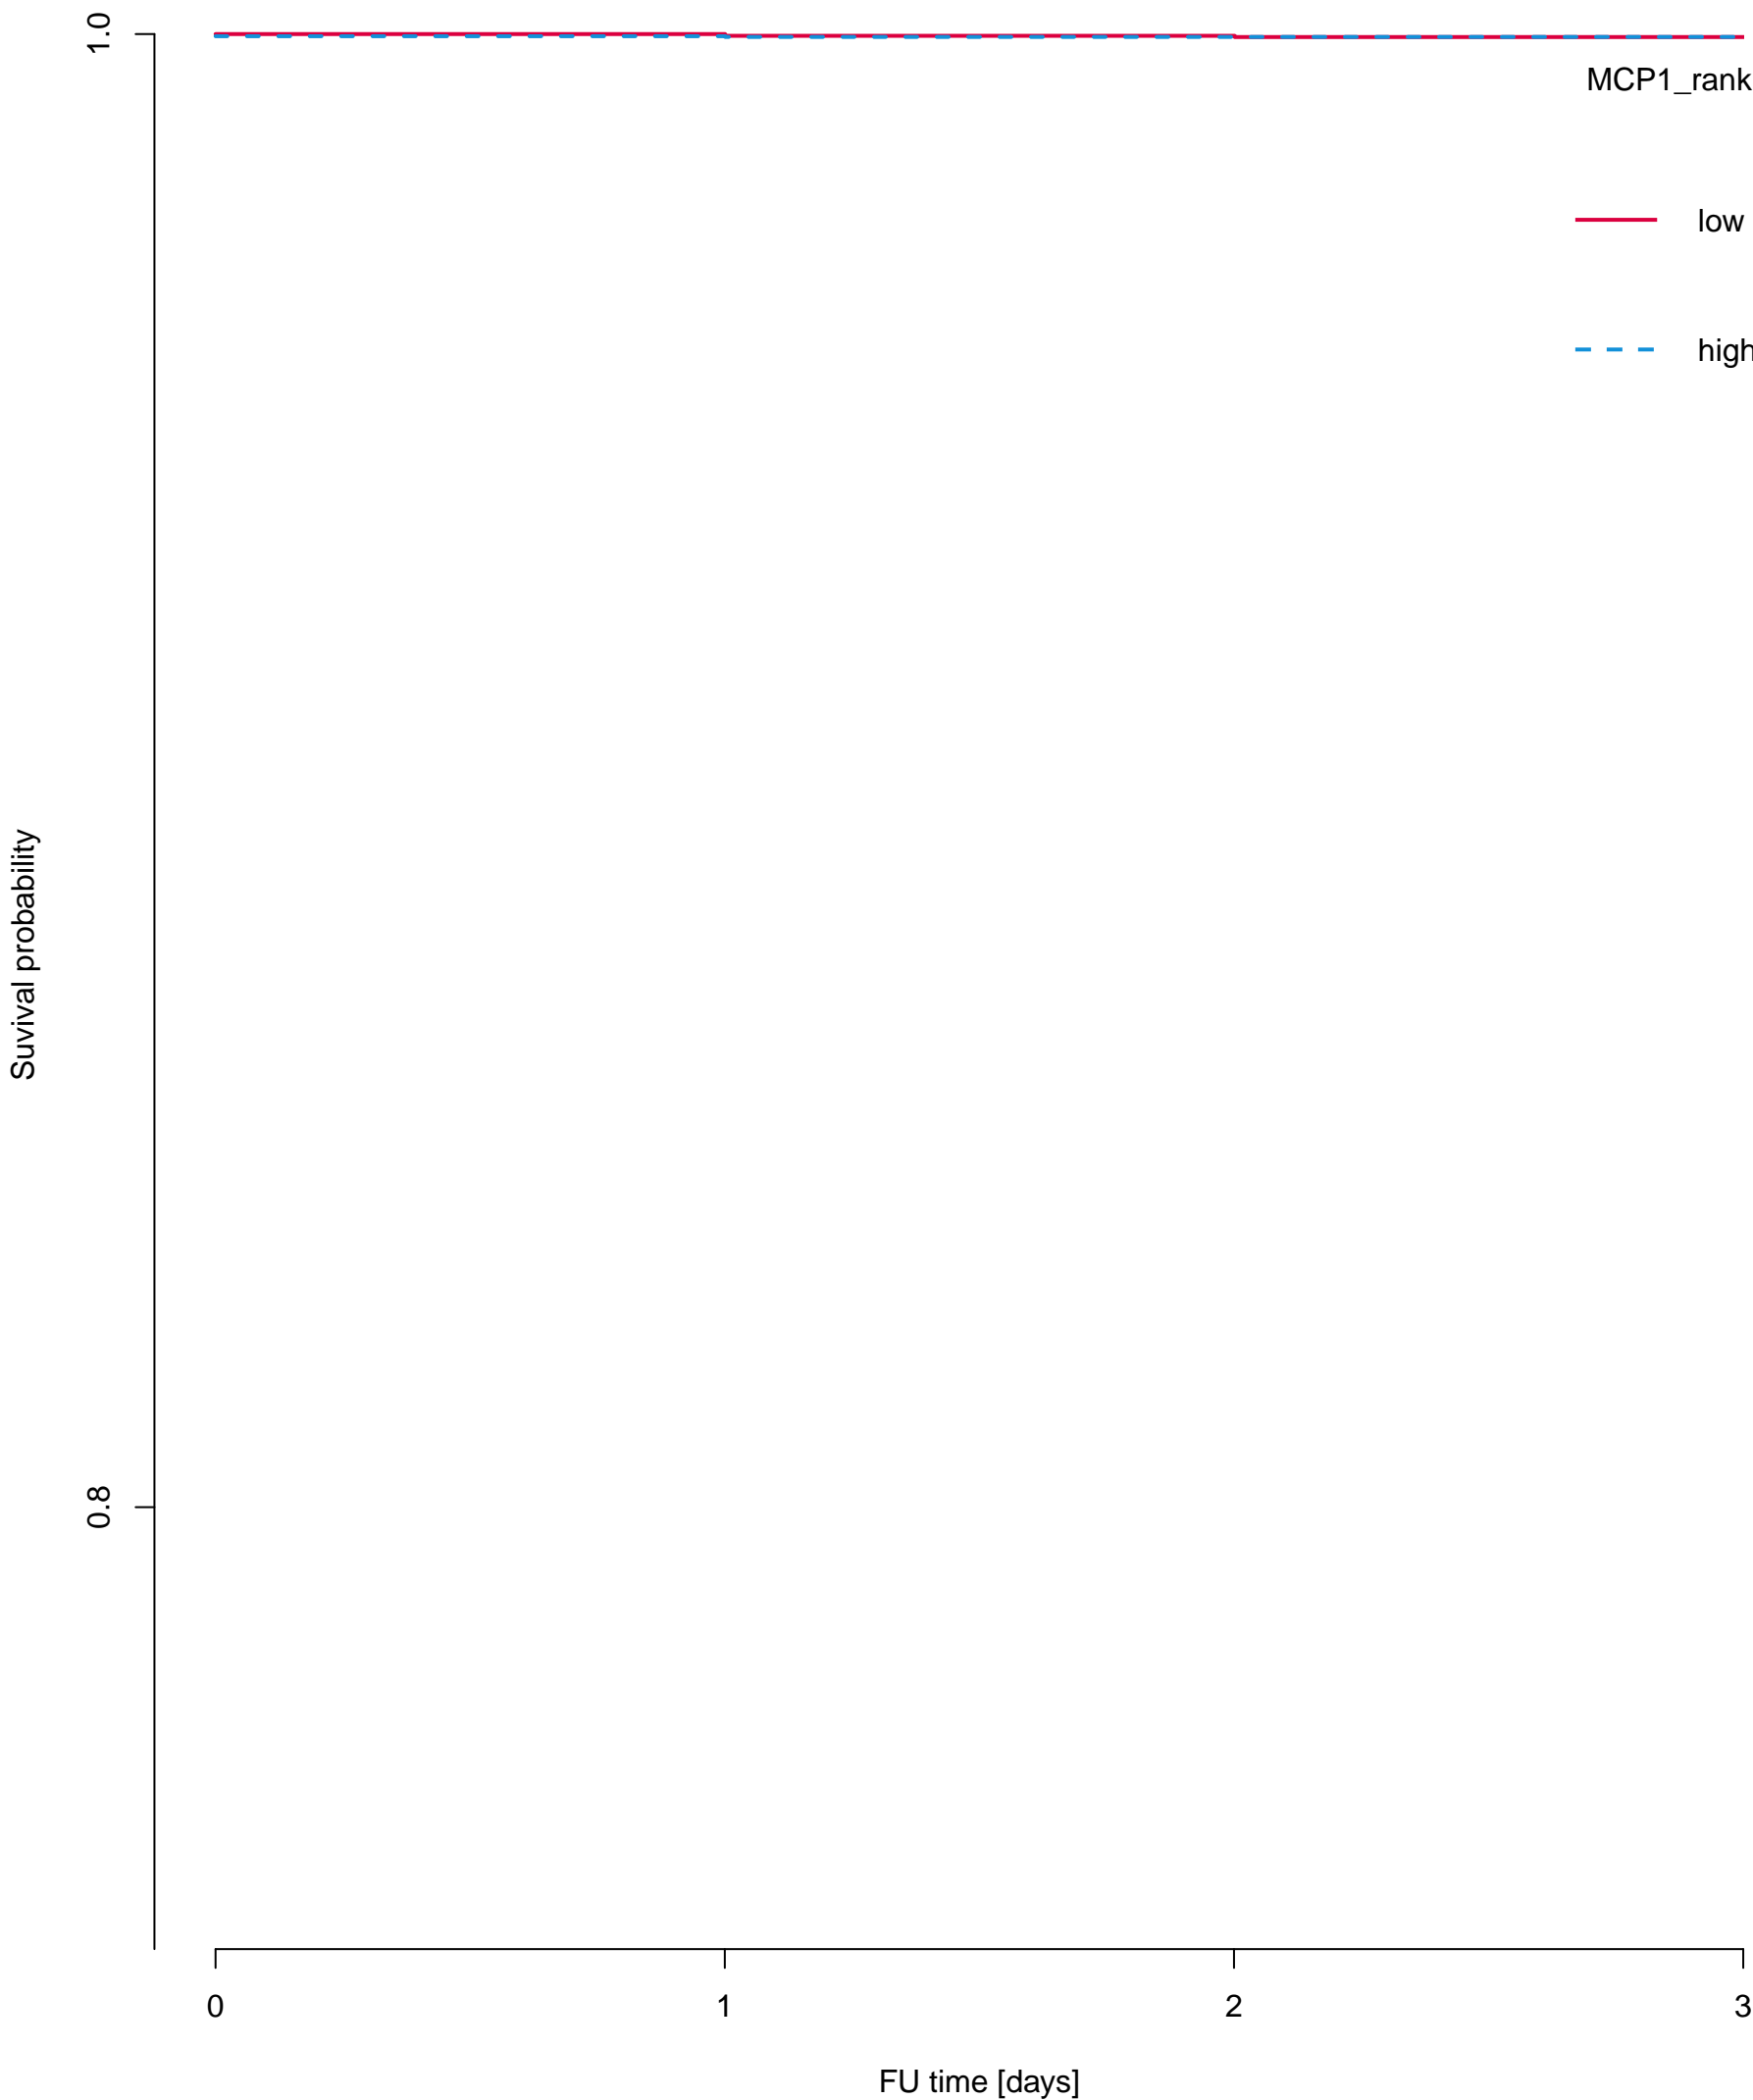 1.0
MCP1_rank
low
high
Suvival probability
0.8
0
1
2
3
FU time [days]